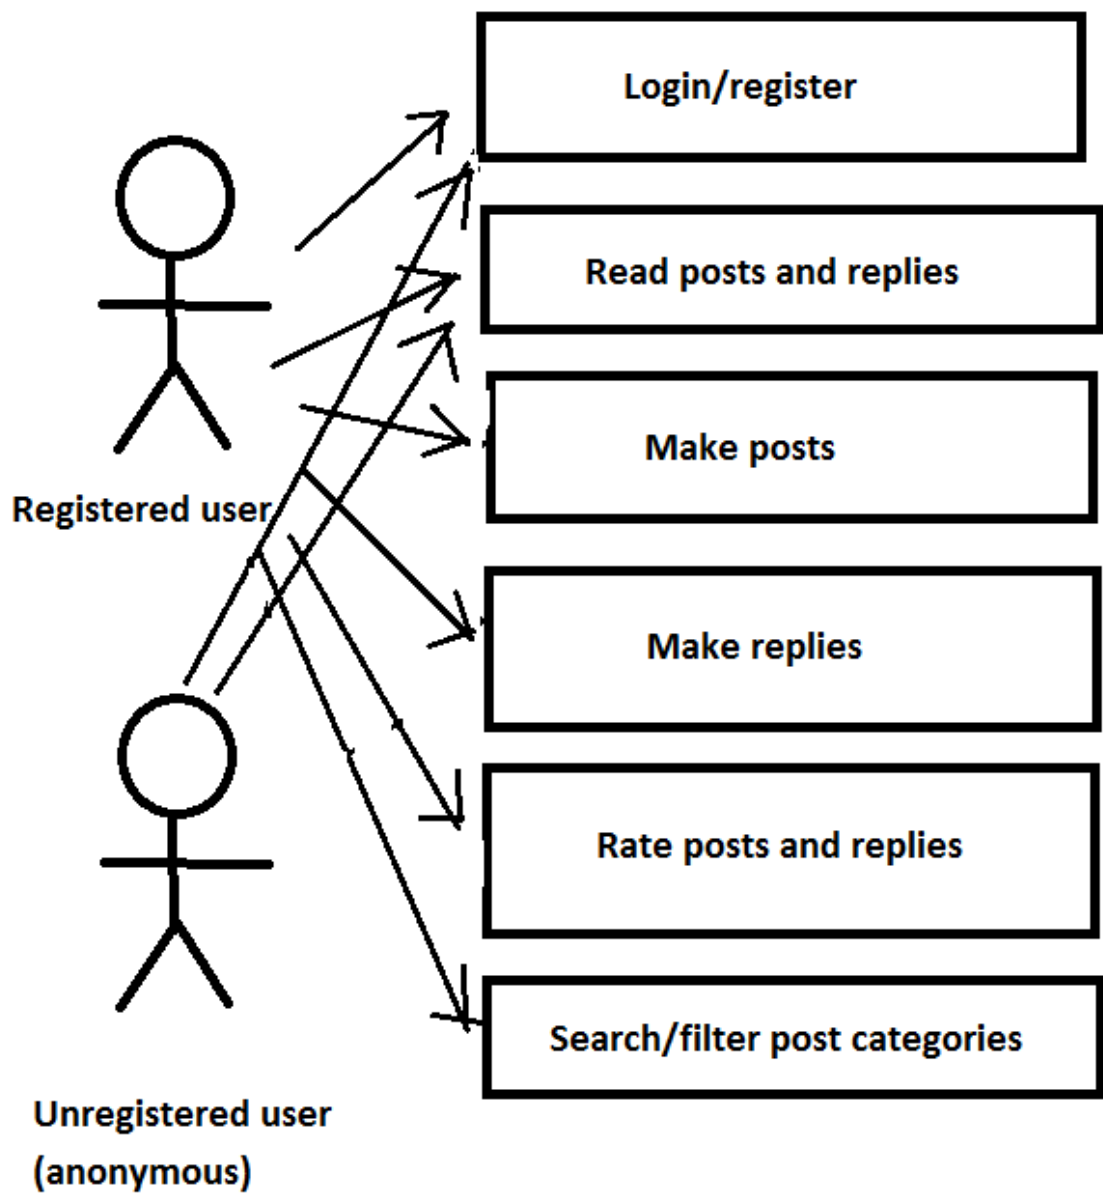 Login/register
Read posts and replies
Make posts
Registered user
Make replies
Rate posts and replies
Search/filter post categories
Unregistered user
(anonymous)